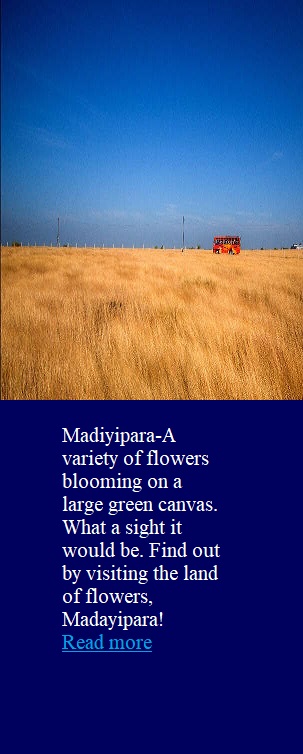 Madiyipara-A
variety of flowers
blooming on a
large green canvas.
What a sight it
would be. Find out
by visiting the land
of flowers,
Madayipara!
Read more